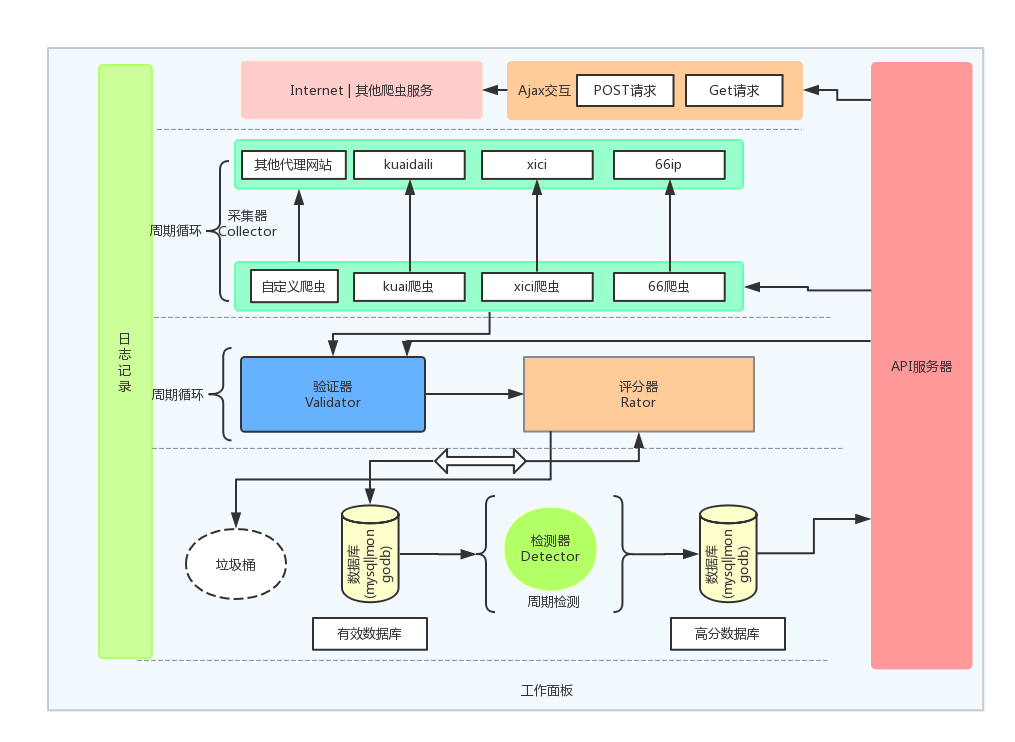 Internet | 其他爬虫服务
Ajax交互
POST请求
Get请求
其他代理网站
kuaidaili
xici
66ip
周期循环
采集器
Collector
自定义爬虫
kuai爬虫
xici爬虫
66爬虫
日
志
记
录
API服务器
周期循环
验证器
Validator
评分器
Rator
垃圾桶
数据库
(mysql||mon
godb)
检测器
Detector
周期检测
数据库
(mysql||mon
godb)
有效数据库
高分数据库
工作面板